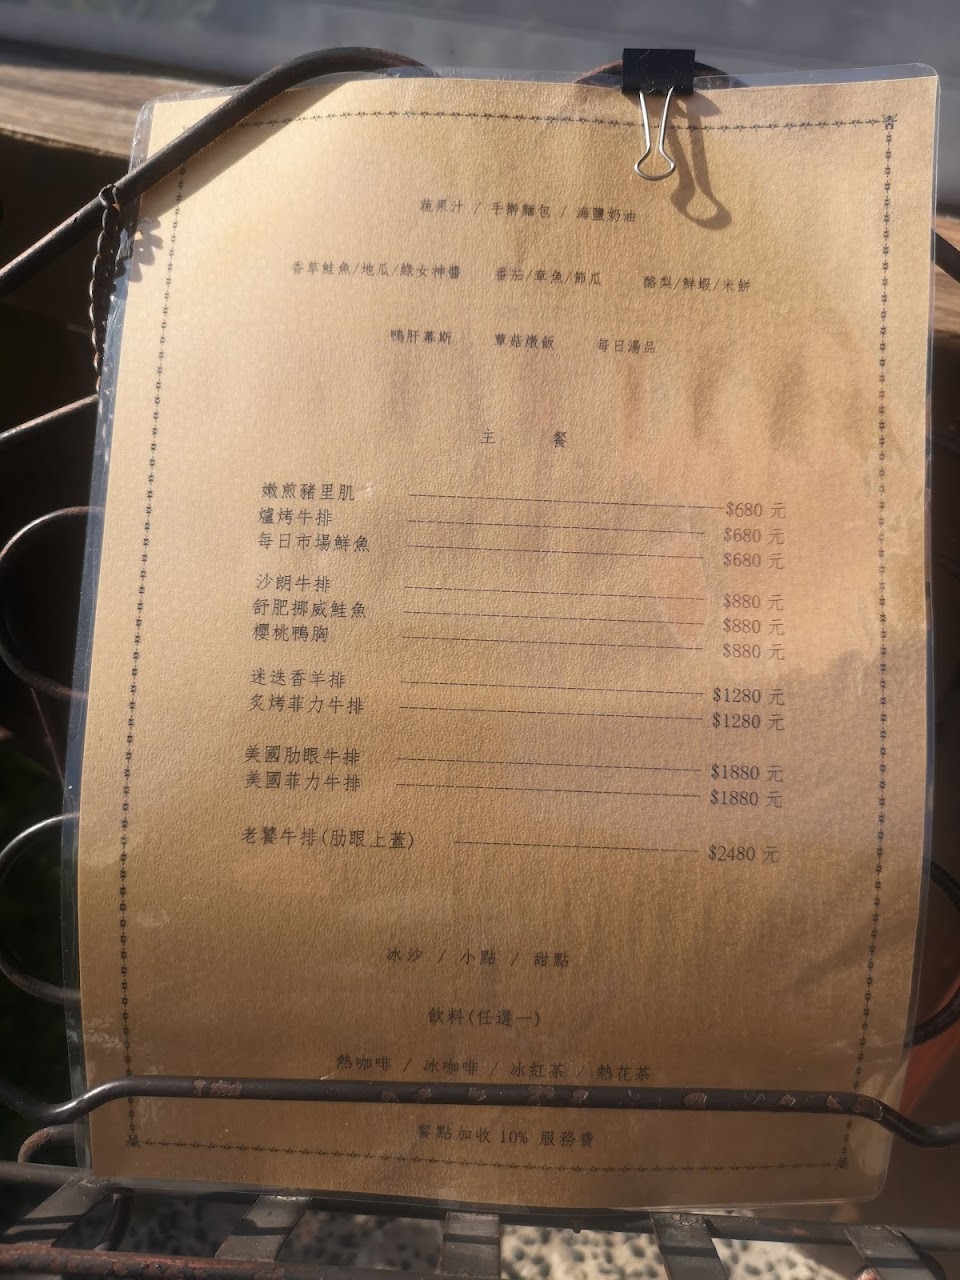 蔬果汁 / 手擀麵包 / 海鹽奶油
香草鮭魚/地瓜/綠女神醬 番茄/章魚/節瓜 酪梨/鮮蝦/米餅
鴨肝慕斯 蕈菇燉飯 每日湯品
主 餐
嫩煎豬里肌 $680 元
爐烤牛排 $680 元
每日市場鮮魚 $680 元
沙朗牛排 $880 元
舒肥挪威鮭魚 $880 元
櫻桃鴨胸 $880 元
迷迭香羊排 $1280 元
炙烤菲力牛排 $1280 元
美國肋眼牛排 $1880 元
美國菲力牛排 $1880 元
老饕牛排(肋眼上蓋) $2480 元
冰沙 / 小點 / 甜點
飲料(任選一)
熱咖啡 / 冰咖啡 / 冰紅茶 / 熱花茶
餐點加收 10% 服務費